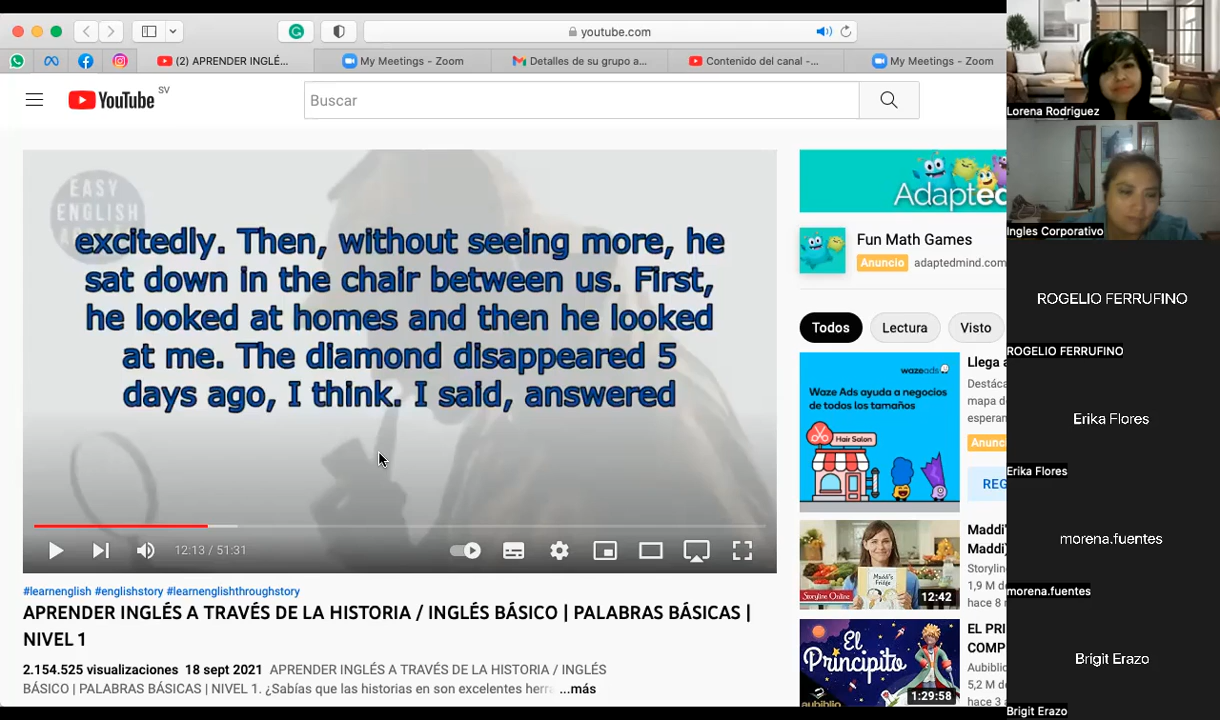 youtube.com
(2) APRENDER INGLÉ...
My Meetings - Zoom
Detalles de su grupo a...
Contenido del canal -...
My Meetings - Zoom
YouTube SV
Buscar
EASY
ENGLISH
excitedly. Then, without seeing more, he
sat down in the chair between us. First,
he looked at homes and then he looked
at me. The diamond disappeared 5
days ago, I think. I said, answered
12:13 / 51:31
#learnenglish #englishstory #learnenglishthroughstory
APRENDER INGLÉS A TRAVÉS DE LA HISTORIA / INGLÉS BÁSICO | PALABRAS BÁSICAS |
NIVEL 1
2.154.525 visualizaciones 18 sept 2021 APRENDER INGLÉS A TRAVÉS DE LA HISTORIA / INGLÉS
BÁSICO | PALABRAS BÁSICAS | NIVEL 1. ¿Sabías que las historias en son excelentes herra
...más
Adapted
Fun Math Games
Anuncio adaptedmind.com
Todos
Lectura
Visto
wazeads
Waze Ads ayuda a negocios
de todos los tamaños
Hair Salon
Llega a
Destác
mapa d
esperan
Anunc
REG
Maddi's
Fridge
Storyline Online
12:42
Maddi'
Maddi)
Storylin
1,9 M d
hace 8
El
Principito
aubiblio
1:29:58
EL PRI
COMP
Aubibli
5,2 M d
hace 3
Lorena Rodriguez
Ingles Corporativo
ROGELIO FERRUFINO
ROGELIO FERRUFINO
Erika Flores
Erika Flores
morena.fuentes
morena.fuentes
Brigit Erazo
Brigit Erazo